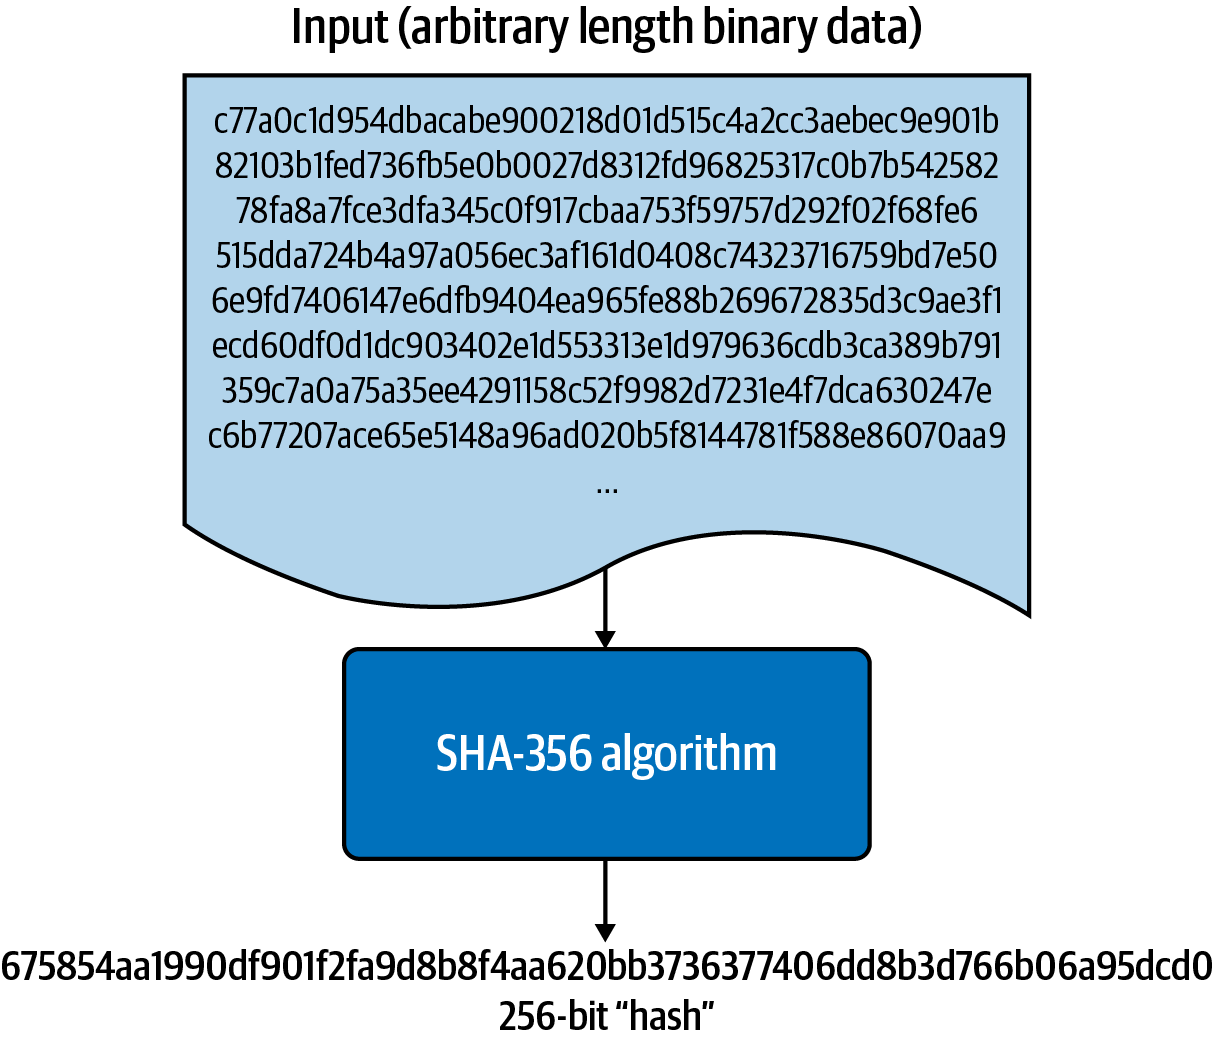 Input (arbitrary length binary data)
c77a0c1d954dbacabe900218d01d515c4a2cc3aebec9e901b
82103b1fed736fb5e0b0027d8312fd96825317c0b7b542582
78fa8a7fce3dfa345c0f917cbaa753f59757d292f02f68fe6
515dda724b4a97a056ec3af161d0408c74323716759bd7e50
6e9fd7406147e6dfb9404ea965fe88b269672835d3c9ae3f1
ecd60df0d1dc903402e1d553313e1d979636cdb3ca389b791
359c7a0a75a35ee4291158c52f9982d7231e4f7dca630247e
c6b77207ace65e5148a96ad020b5f8144781f588e86070aa9
...
SHA-356 algorithm
675854aa1990df901f2fa9d8b8f4aa620bb3736377406dd8b3d766b06a95dcd0
256-bit “hash”